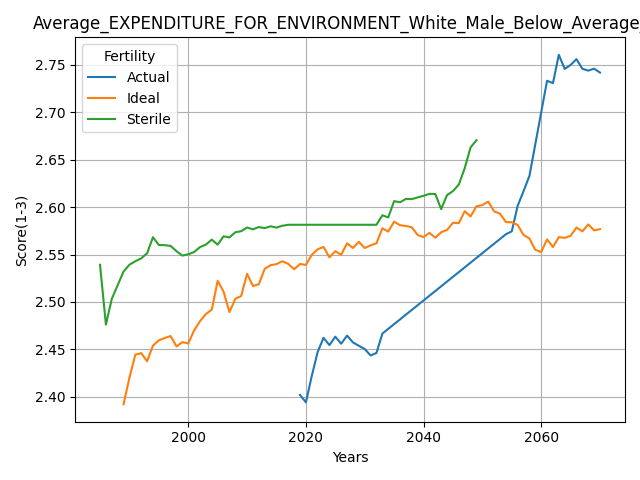 Average_EXPENDITURE_FOR_ENVIRONMENT_White_Male_Below_Average_
Fertility
Actual
Ideal
Sterile
Score(1-3)
2.75
2.70
2.65
2.60
2.55
2.50
2.45
2.40
2000 2020 2040 2060
Years